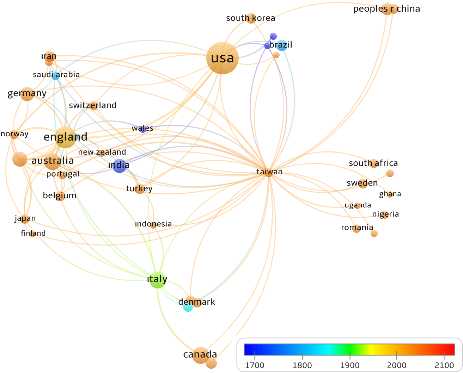 peoples r china
south korea
brazil
usa
iran
saudi arabia
germany
switzerland
norway
england
wales
new zealand
australia
india
portugal
taiwan
south africa
sweden
turkey
belgium
ghana
uganda
nigeria
japan
indonesia
romania
finland
italy
denmark
canada
1700 1800 1900 2000 2100